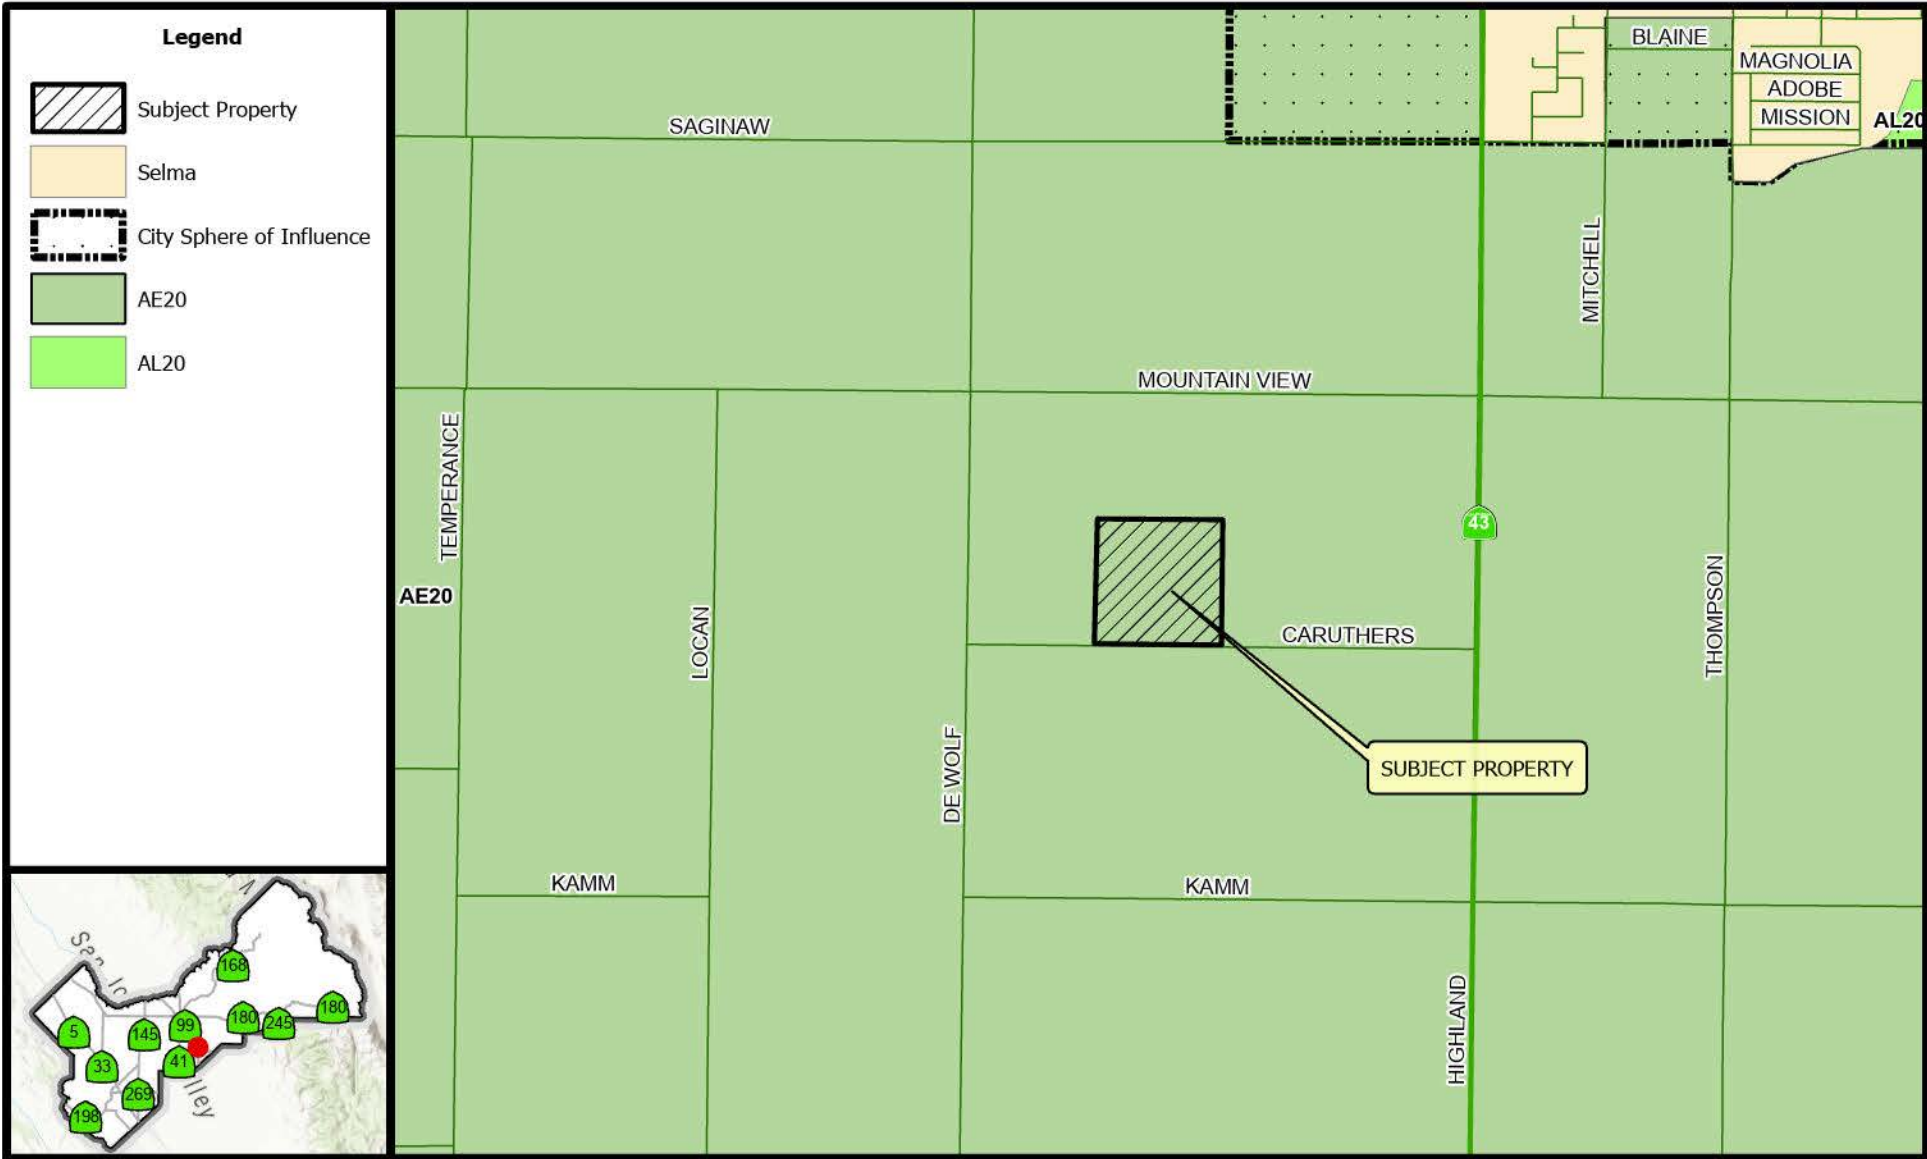 Legend
Subject Property
Selma
City Sphere of Influence
AE20
AL20
BLAINE
MAGNOLIA
ADOBE
MISSION
AL20
SAGINAW
MITCHELL
MOUNTAIN VIEW
TEMPERANCE
43
AE20
LOCAN
CARUTHERS
THOMPSON
DE WOLF
SUBJECT PROPERTY
KAMM
KAMM
HIGHLAND
168
180
180
245
99
145
5
41
33
269
198
lley